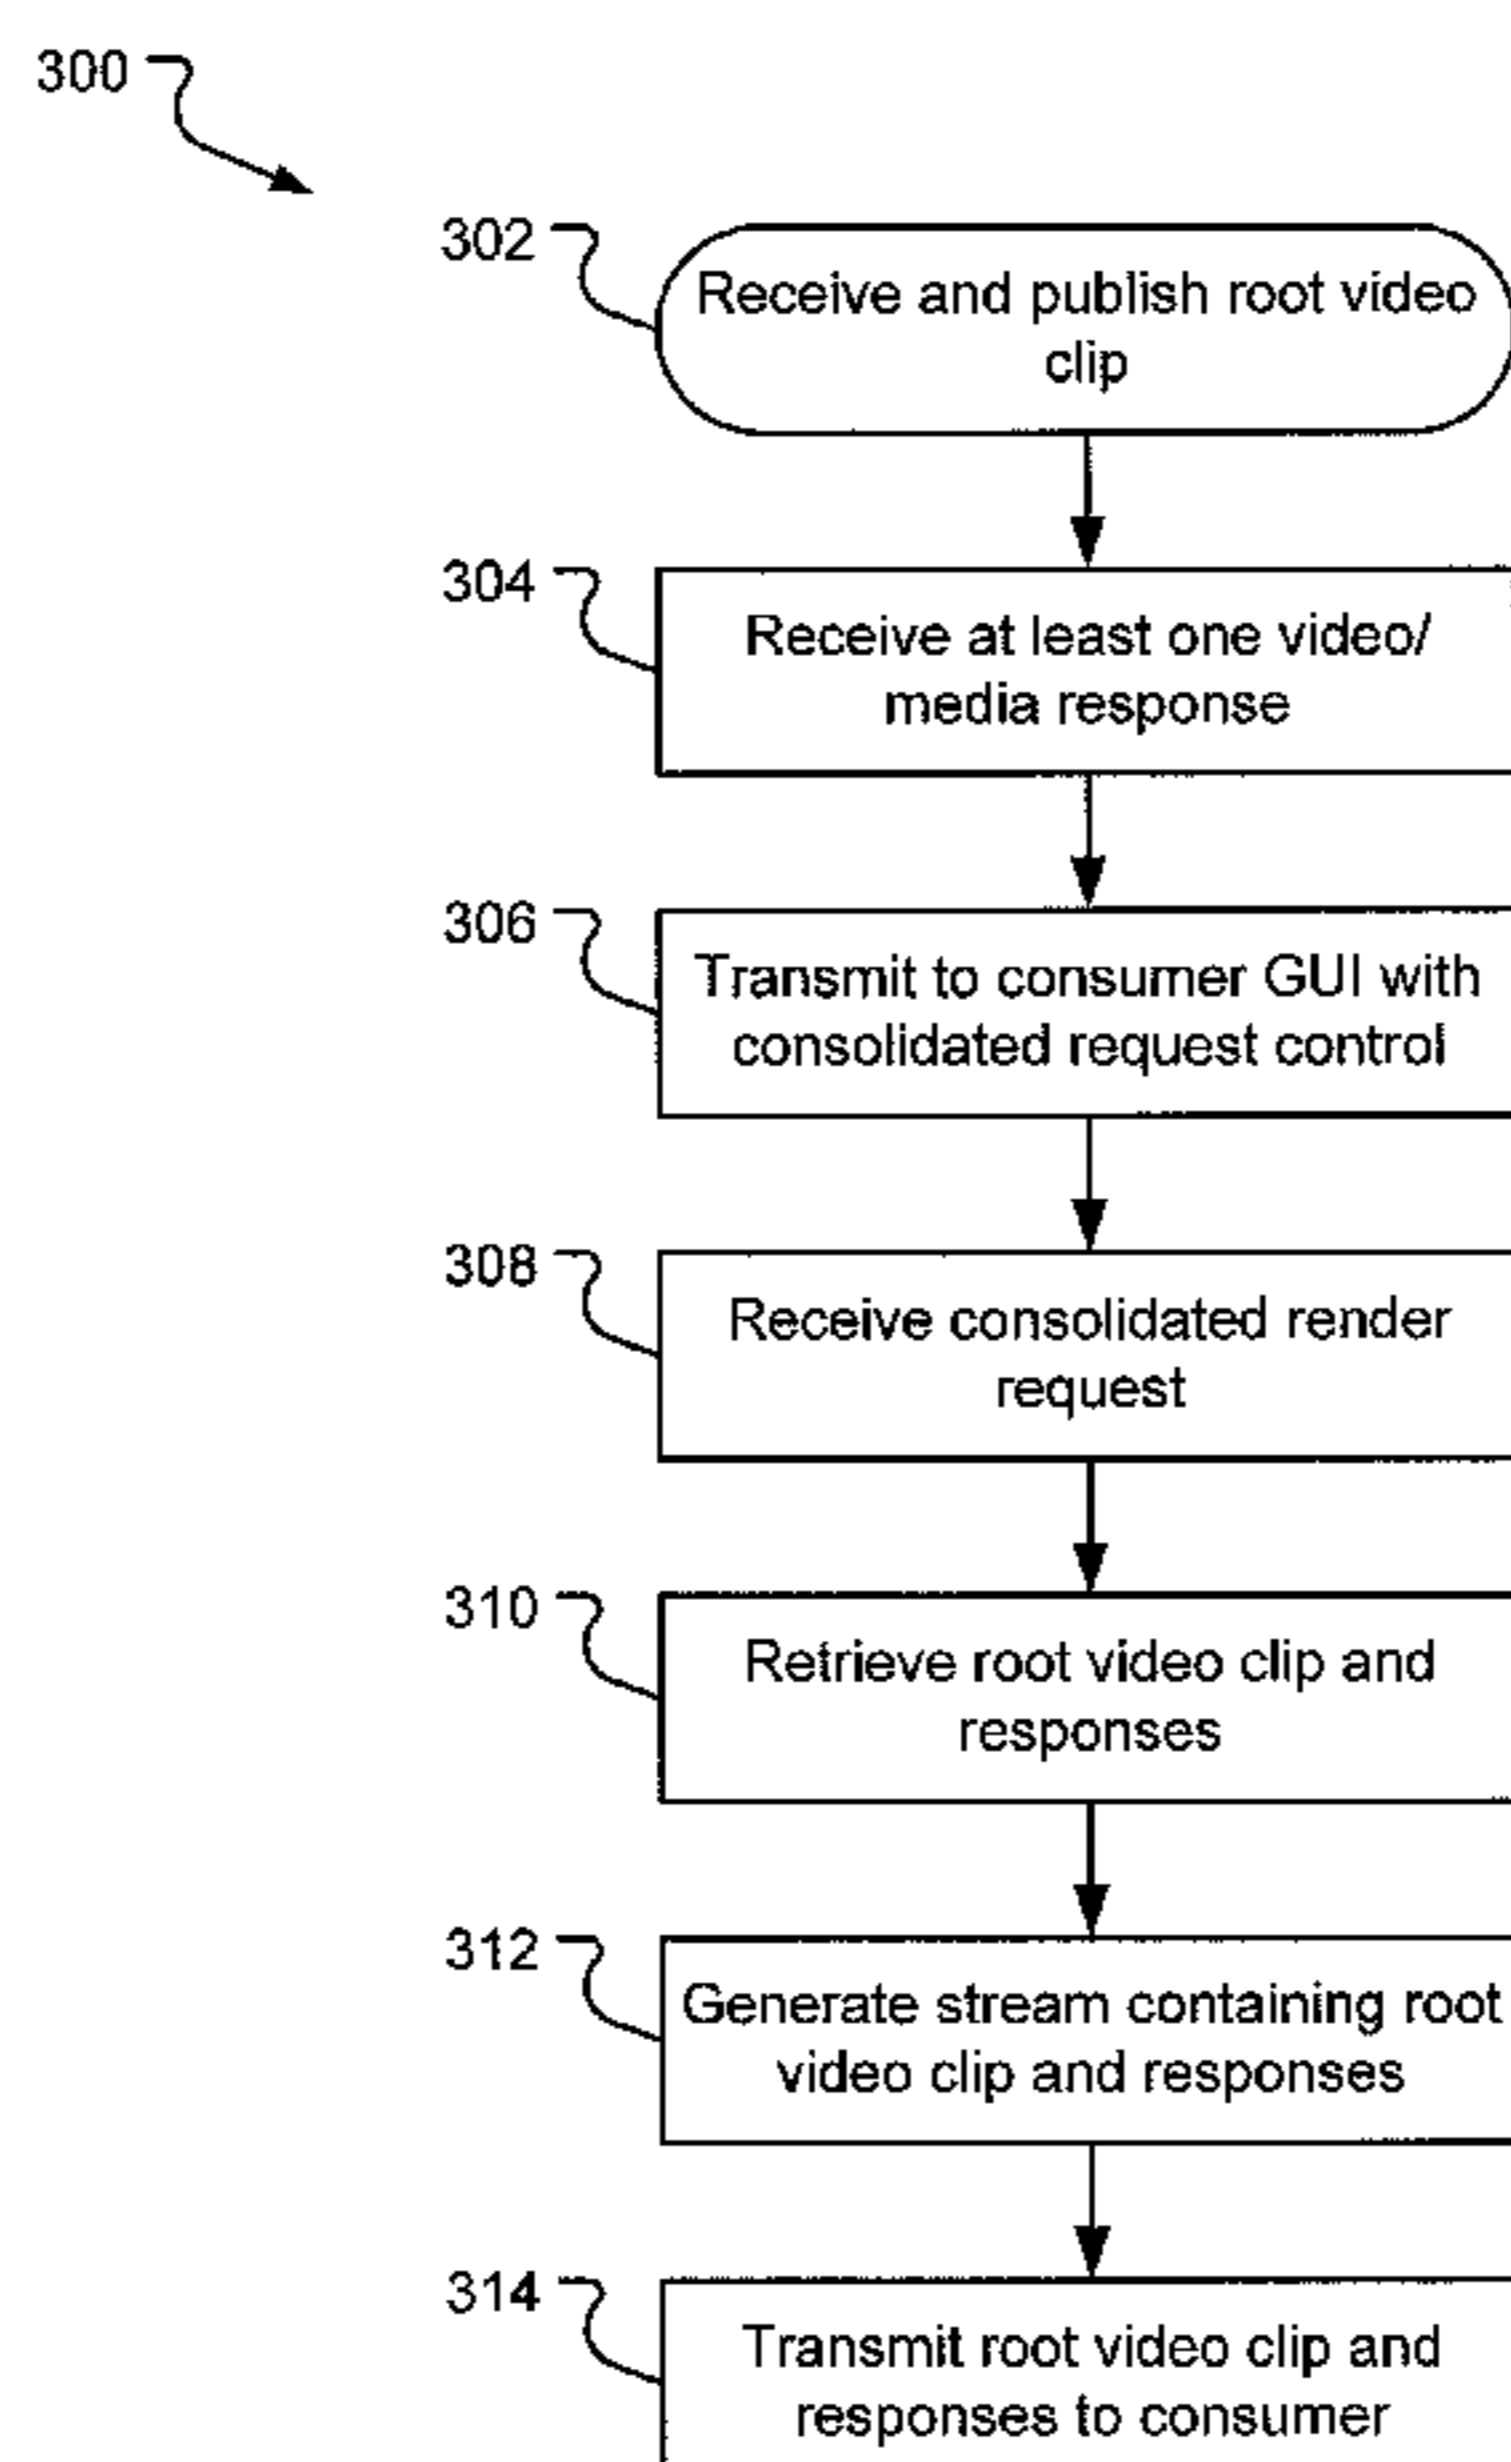 300
302
Receive and publish root video
clip
304
Receive at least one video/
media response
306
Transmit to consumer GUI with
consolidated request control
308
Receive consolidated render
request
310
Retrieve root video clip and
responses
312
Generate stream containing root
video clip and responses
314
Transmit root video clip and
responses to consumer